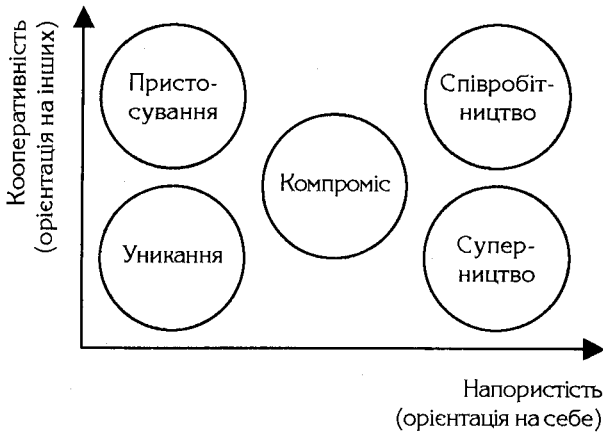 Кооперативність
(орієнтація на інших)
Присто-
сування
Співробіт-
ництво
Компроміс
Уникання
Супер-
ництво
Напористість
(орієнтація на себе)